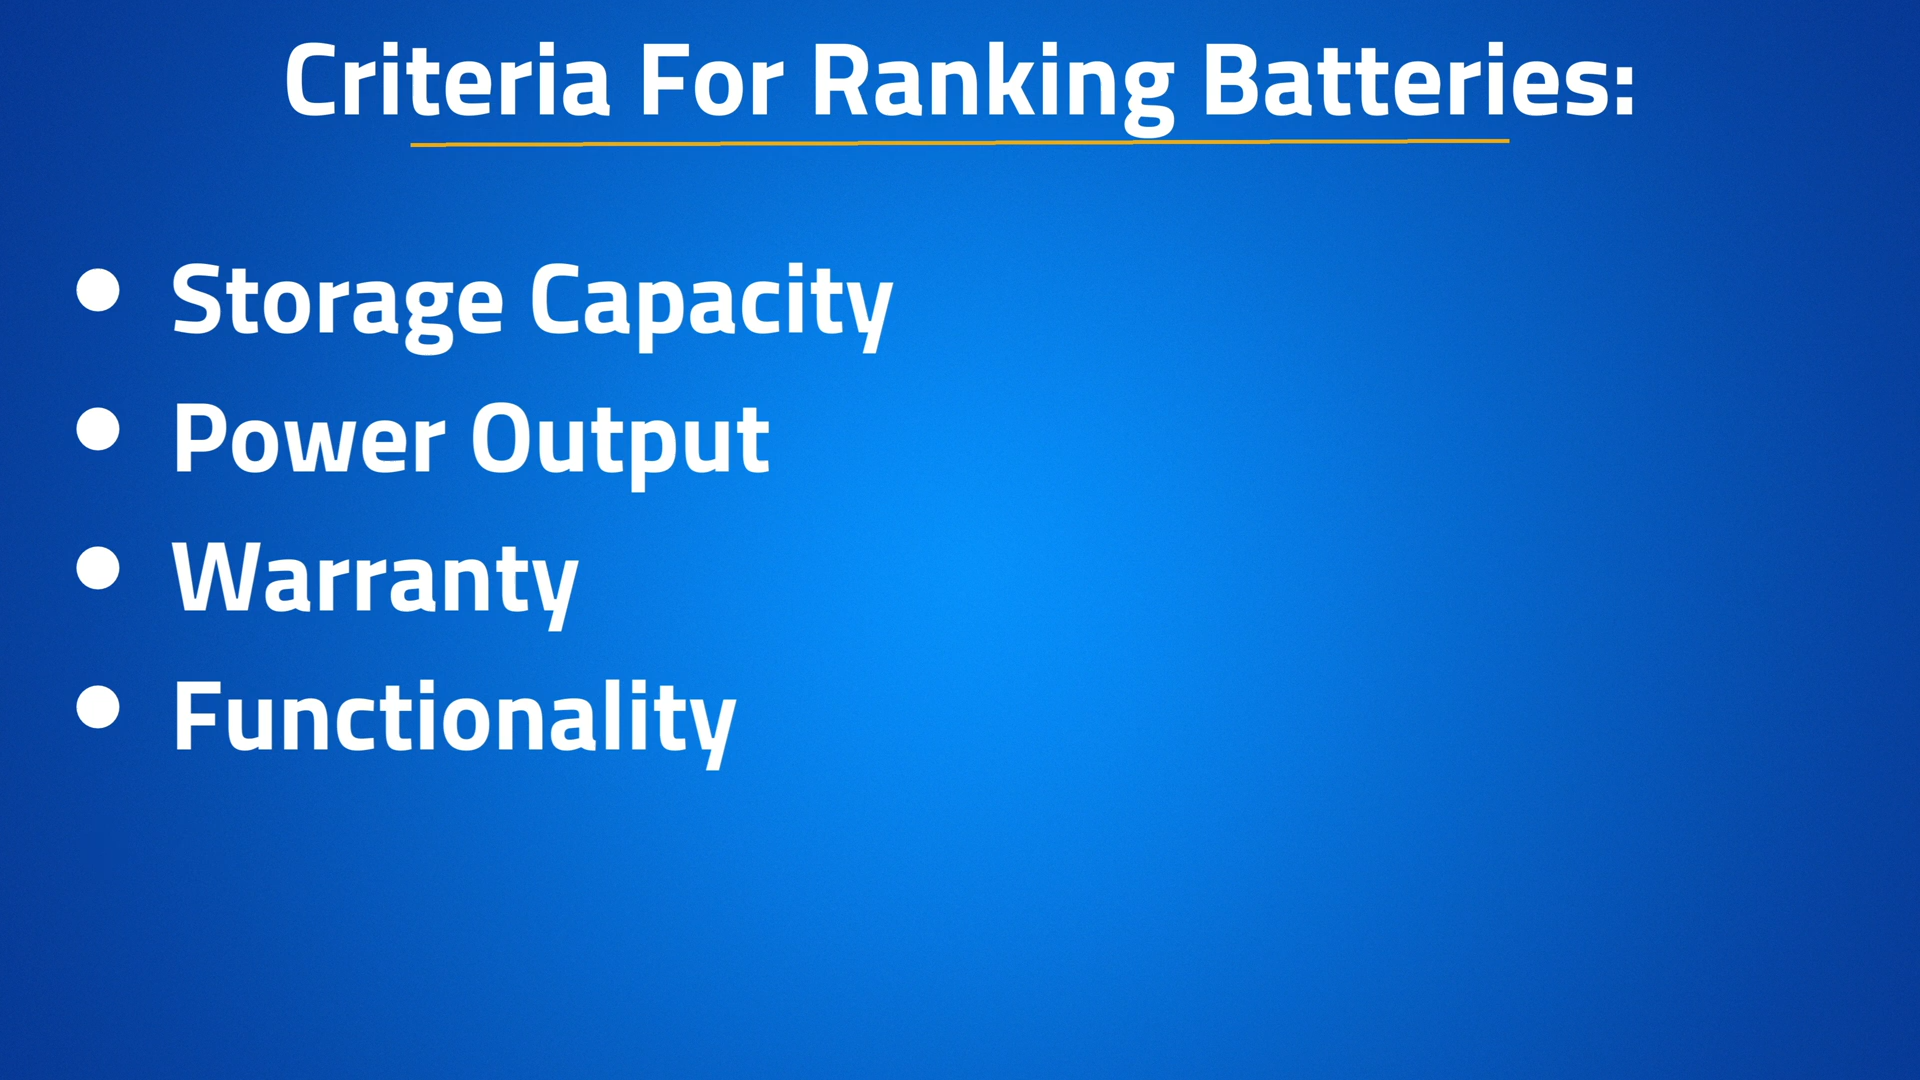 Criteria For Ranking Batteries:
• Storage Capacity
• Power Output
• Warranty
• Functionality